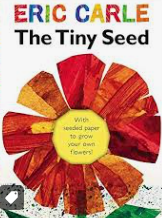 ERIC CARLE
The Tiny Seed
With
seeded paper
to grow
your own
flowers!